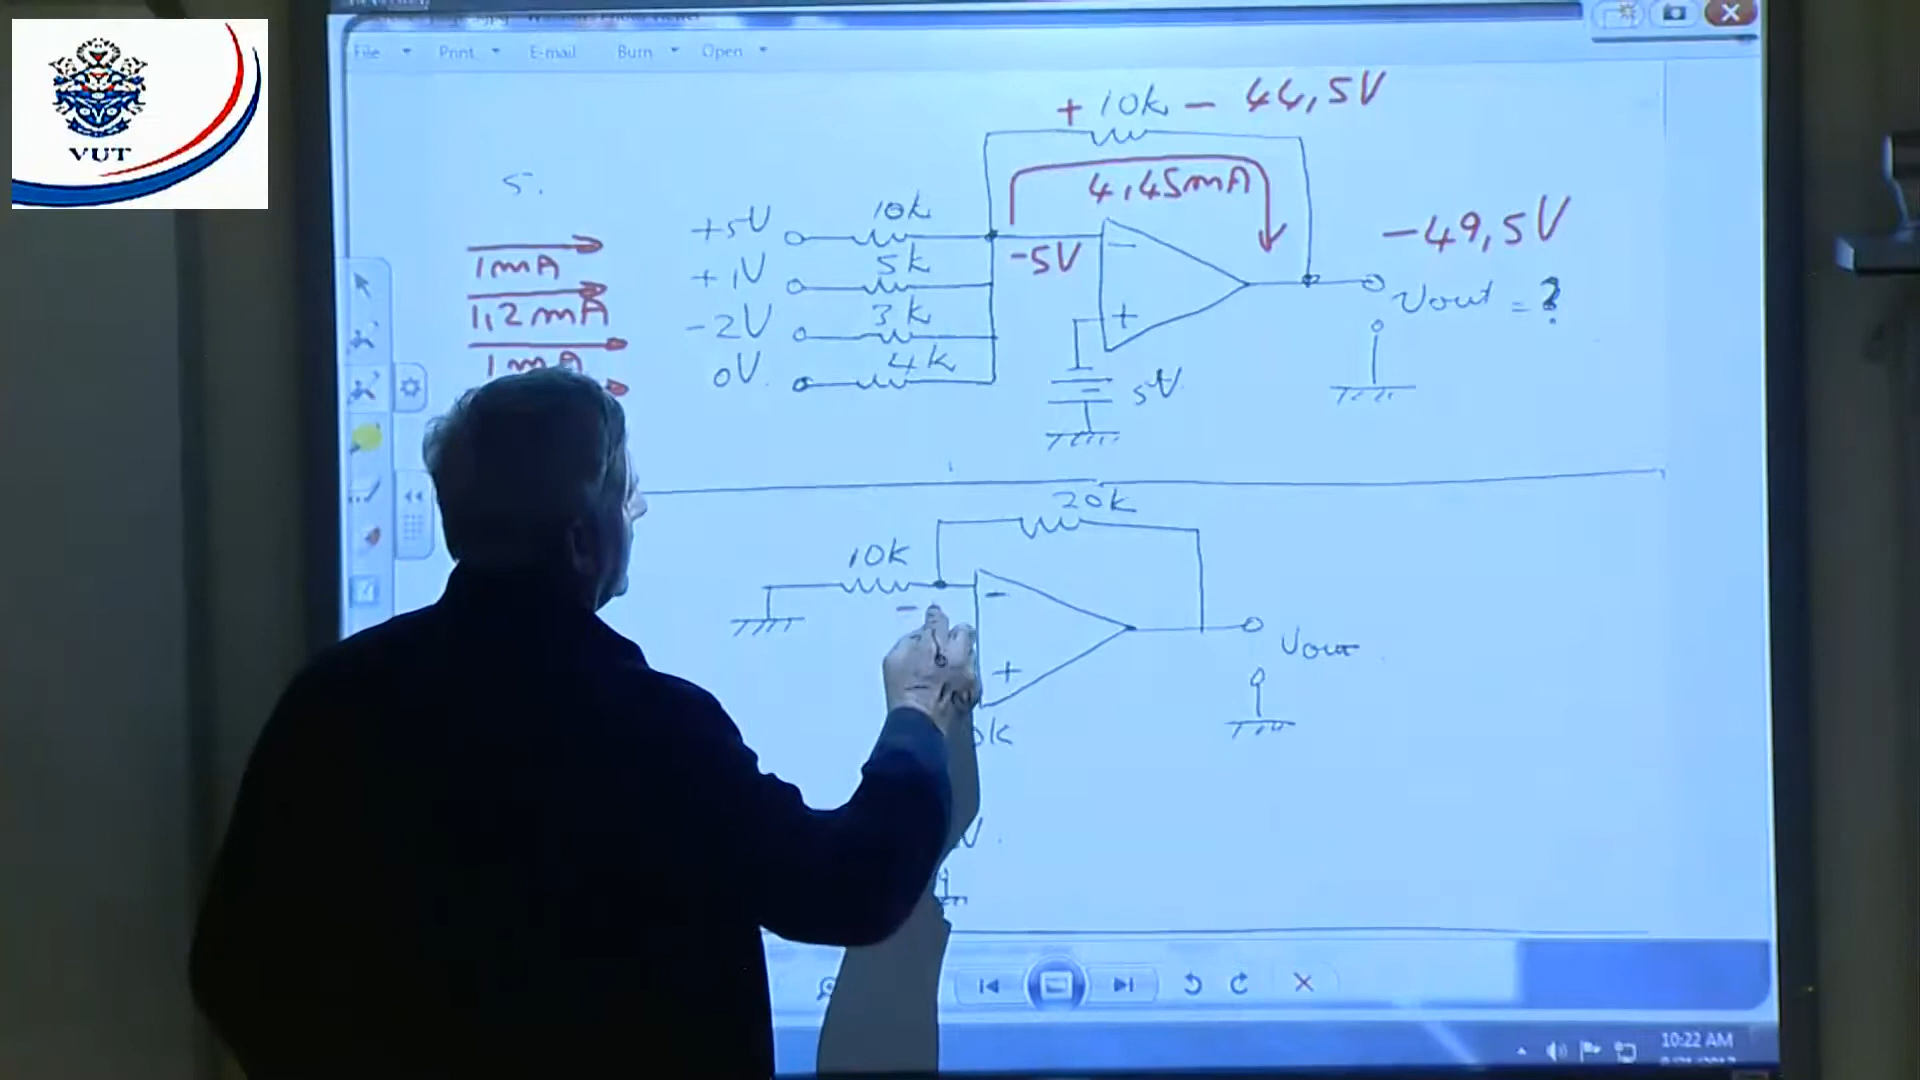 VUT
File Print E-mail Burn Open
+ 10k - 44,5V
5.
4,45mA
+5V 10k
-49,5V
1mA
+1V 5k
-5V
1,2mA
-2V 3k
Vout = ?
1mA
0V 4k
5V
20k
10k
Vout
10:22 AM